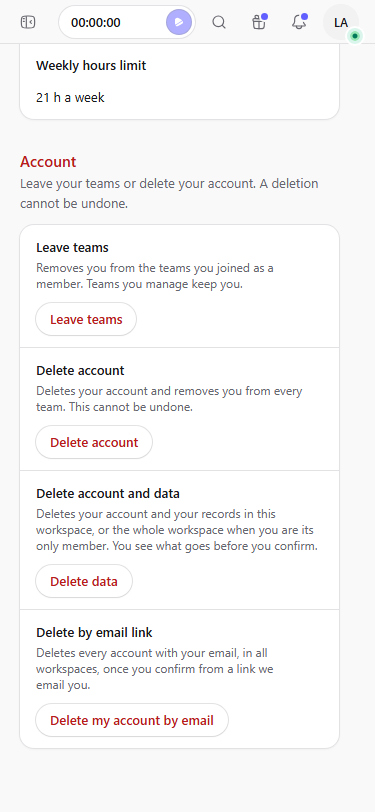 00:00:00
LA
Weekly hours limit
21 h a week
Account
Leave your teams or delete your account. A deletion
cannot be undone.
Leave teams
Removes you from the teams you joined as a
member. Teams you manage keep you.
Leave teams
Delete account
Deletes your account and removes you from every
team. This cannot be undone.
Delete account
Delete account and data
Deletes your account and your records in this
workspace, or the whole workspace when you are its
only member. You see what goes before you confirm.
Delete data
Delete by email link
Deletes every account with your email, in all
workspaces, once you confirm from a link we
email you.
Delete my account by email